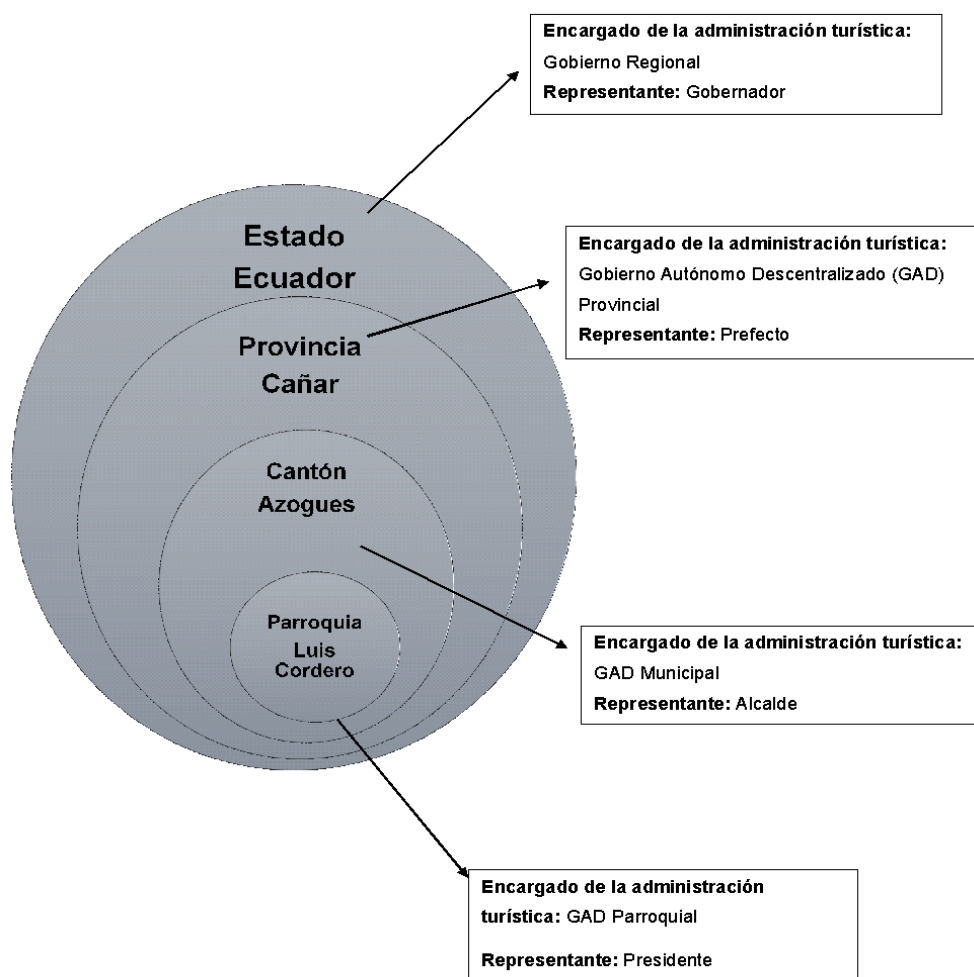 Encargado de la administración turística:
Gobierno Regional
Representante: Gobernador
Estado
Ecuador
Encargado de la administración turística:
Gobierno Autónomo Descentralizado (GAD)
Provincial
Representante: Prefecto
Provincia
Cañar
Cantón
Azogues
Parroquia
Luis
Cordero
Encargado de la administración turística:
GAD Municipal
Representante: Alcalde
Encargado de la administración
turística: GAD Parroquial
Representante: Presidente